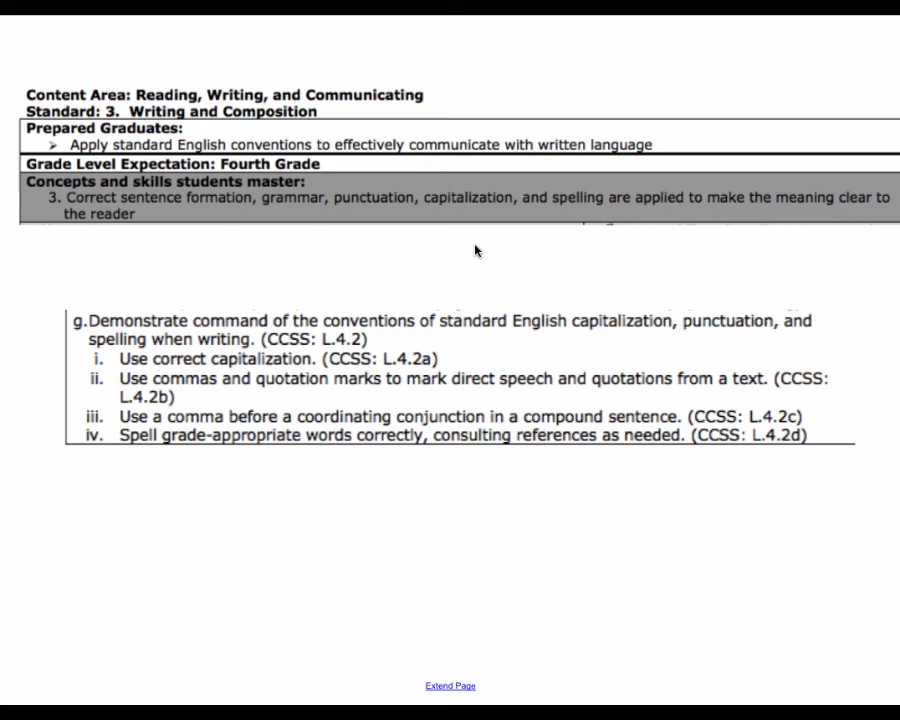 Content Area: Reading, Writing, and Communicating
Standard: 3. Writing and Composition
Prepared Graduates:
➢ Apply standard English conventions to effectively communicate with written language
Grade Level Expectation: Fourth Grade
Concepts and skills students master:
3. Correct sentence formation, grammar, punctuation, capitalization, and spelling are applied to make the meaning clear to
the reader
g.Demonstrate command of the conventions of standard English capitalization, punctuation, and
spelling when writing. (CCSS: L.4.2)
i. Use correct capitalization. (CCSS: L.4.2a)
ii. Use commas and quotation marks to mark direct speech and quotations from a text. (CCSS:
L.4.2b)
iii. Use a comma before a coordinating conjunction in a compound sentence. (CCSS: L.4.2c)
iv. Spell grade-appropriate words correctly, consulting references as needed. (CCSS: L.4.2d)
Extend Page